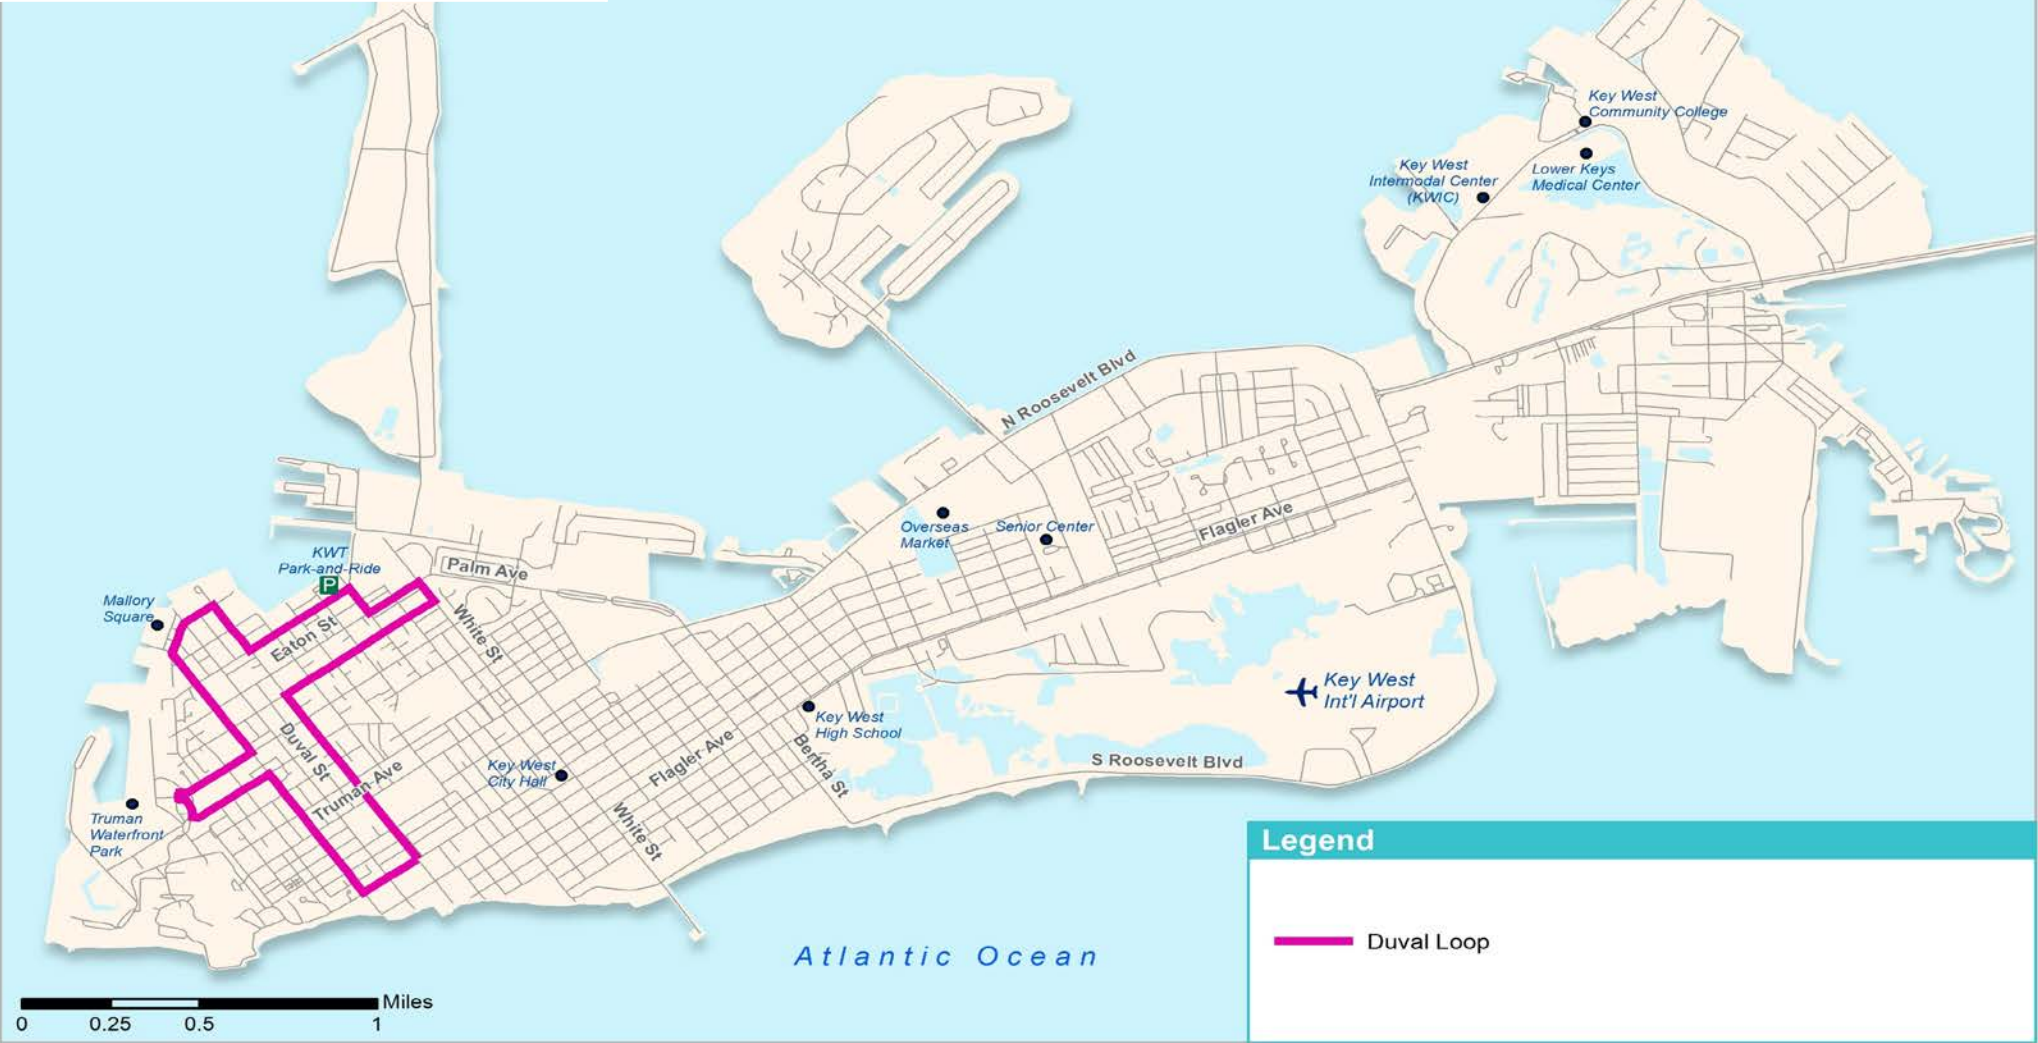 Key West
Community College
Key West
Intermodal Center
(KWIC)
Lower Keys
Medical Center
N Roosevelt Blvd
Overseas
Market
Senior Center
Flagler Ave
KWT
Park-and-Ride
P
Palm Ave
Mallory
Square
Eaton St
White St
Key West
Int'l Airport
Key West
High School
Duval St
Flagler Ave
Bertha St
S Roosevelt Blvd
Key West
City Hall
Truman Ave
Truman
Waterfront
Park
White St
Legend
Duval Loop
Atlantic Ocean
Miles
0 0.25 0.5 1